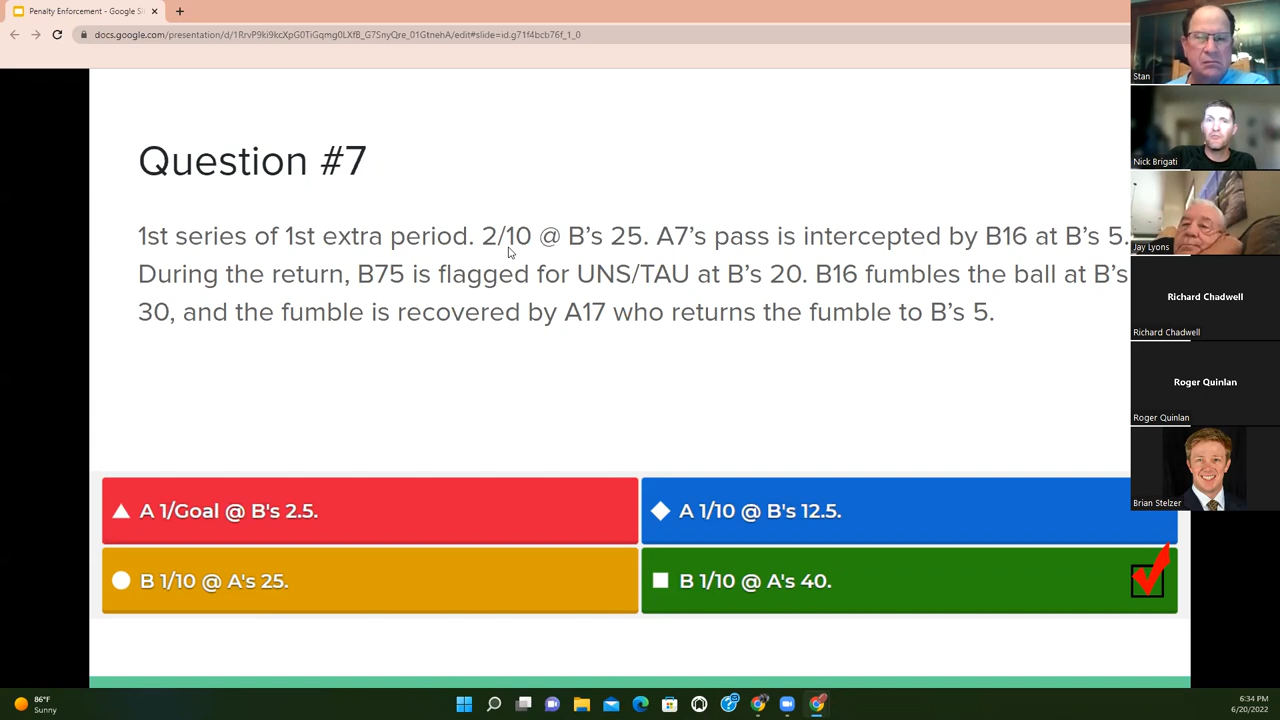 Penalty Enforcement - Google Sli
docs.google.com/presentation/d/1RrvP9ki9kcXpG0TiGqmg0LXfB_G7SnyQre_01GtnehA/edit#slide=id.g71f4bcb76f_1_0
Question #7
1st series of 1st extra period. 2/10 @ B's 25. A7's pass is intercepted by B16 at B's 5.
During the return, B75 is flagged for UNS/TAU at B's 20. B16 fumbles the ball at B's
30, and the fumble is recovered by A17 who returns the fumble to B's 5.
A 1/Goal @ B's 2.5.
A 1/10 @ B's 12.5.
B 1/10 @ A's 25.
B 1/10 @ A's 40.
Stan
Nick Brigati
Jay Lyons
Richard Chadwell
Richard Chadwell
Roger Quinlan
Roger Quinlan
Brian Stelzer
86°F
Sunny
6:34 PM
6/20/2022